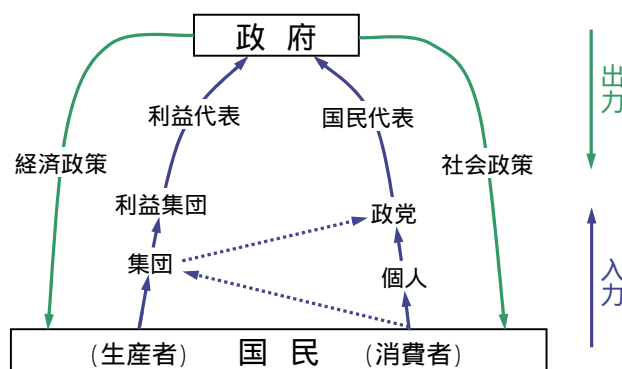 政府
出力
利益代表
国民代表
経済政策
社会政策
利益集団
政党
集団
個人
入力
(生産者) 国民 (消費者)